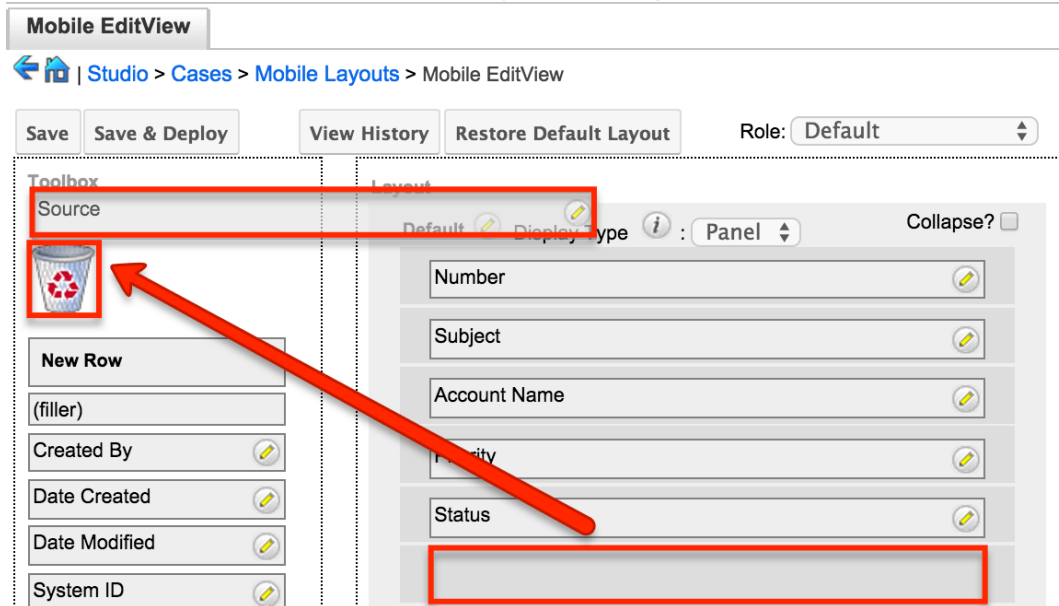 Mobile EditView
| Studio > Cases > Mobile Layouts > Mobile EditView
Save Save & Deploy View History Restore Default Layout Role: Default
Toolbox
Source
Layout
Default Display Type i : Panel Collapse?
Number
Subject
Account Name
Priority
Status
New Row
(filler)
Created By
Date Created
Date Modified
System ID